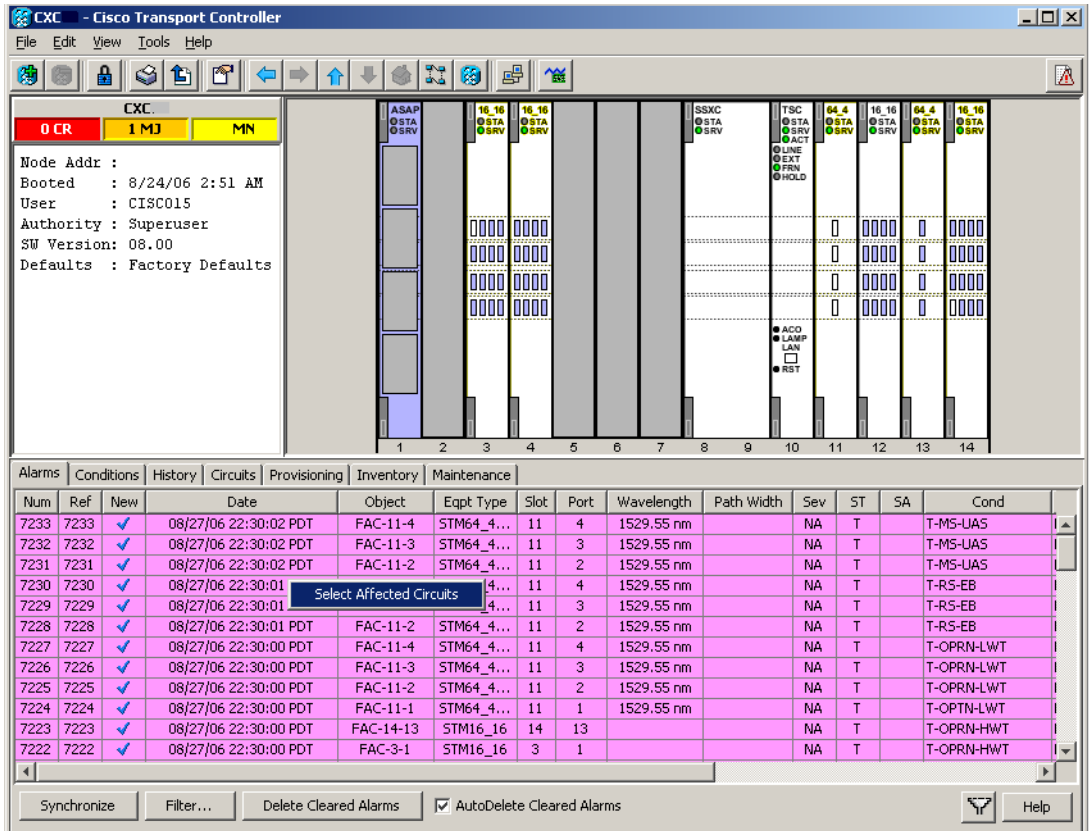 CXC - Cisco Transport Controller
File Edit View Tools Help
CXC.
0 CR 1 MJ MN
Node Addr :
Booted : 8/24/06 2:51 AM
User : CISCO15
Authority : Superuser
SW Version: 08.00
Defaults : Factory Defaults
ASAP 16_16 16_16 SSXC TSC 64_4 16_16 64_4 16_16
STA STA STA STA STA STA STA STA STA
SRV SRV SRV SRV SRV SRV SRV SRV SRV
ACT
LINE
EXT
FRN
HOLD
ACO
LAMP
LAN
RST
1 2 3 4 5 6 7 8 9 10 11 12 13 14
Alarms Conditions History Circuits Provisioning Inventory Maintenance
Num Ref New Date Object Eqpt Type Slot Port Wavelength Path Width Sev ST SA Cond
7233 7233 08/27/06 22:30:02 PDT FAC-11-4 STM64_4... 11 4 1529.55 nm NA T T-MS-UAS
7232 7232 08/27/06 22:30:02 PDT FAC-11-3 STM64_4... 11 3 1529.55 nm NA T T-MS-UAS
7231 7231 08/27/06 22:30:02 PDT FAC-11-2 STM64_4... 11 2 1529.55 nm NA T T-MS-UAS
7230 7230 08/27/06 22:30:01 4... 11 4 1529.55 nm NA T T-RS-EB
Select Affected Circuits
7229 7229 08/27/06 22:30:01 4... 11 3 1529.55 nm NA T T-RS-EB
7228 7228 08/27/06 22:30:01 PDT FAC-11-2 STM64_4... 11 2 1529.55 nm NA T T-RS-EB
7227 7227 08/27/06 22:30:00 PDT FAC-11-4 STM64_4... 11 4 1529.55 nm NA T T-OPRN-LWT
7226 7226 08/27/06 22:30:00 PDT FAC-11-3 STM64_4... 11 3 1529.55 nm NA T T-OPRN-LWT
7225 7225 08/27/06 22:30:00 PDT FAC-11-2 STM64_4... 11 2 1529.55 nm NA T T-OPRN-LWT
7224 7224 08/27/06 22:30:00 PDT FAC-11-1 STM64_4... 11 1 1529.55 nm NA T T-OPTN-LWT
7223 7223 08/27/06 22:30:00 PDT FAC-14-13 STM16_16 14 13 NA T T-OPRN-HWT
7222 7222 08/27/06 22:30:00 PDT FAC-3-1 STM16_16 3 1 NA T T-OPRN-HWT
Synchronize Filter... Delete Cleared Alarms AutoDelete Cleared Alarms Help